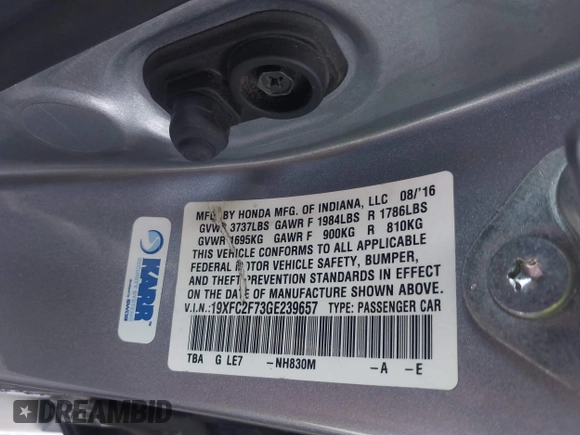 MFD BY HONDA MFG. OF INDIANA, LLC 08/'16
GVWR 3737LBS GAWR F 1984LBS R 1786LBS
GVWR 1695KG GAWR F 900KG R 810KG
THIS VEHICLE CONFORMS TO ALL APPLICABLE
FEDERAL MOTOR VEHICLE SAFETY, BUMPER,
AND THEFT PREVENTION STANDARDS IN EFFECT
ON THE DATE OF MANUFACTURE SHOWN ABOVE.
V.I.N.:19XFC2F73GE239657 TYPE: PASSENGER CAR
TBA G LE7 -NH830M -A -E
KARR
DREAMBID